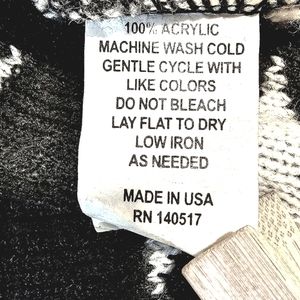 100% ACRYLIC
MACHINE WASH COLD
GENTLE CYCLE WITH
LIKE COLORS
DO NOT BLEACH
LAY FLAT TO DRY
LOW IRON
AS NEEDED
MADE IN USA
RN 140517